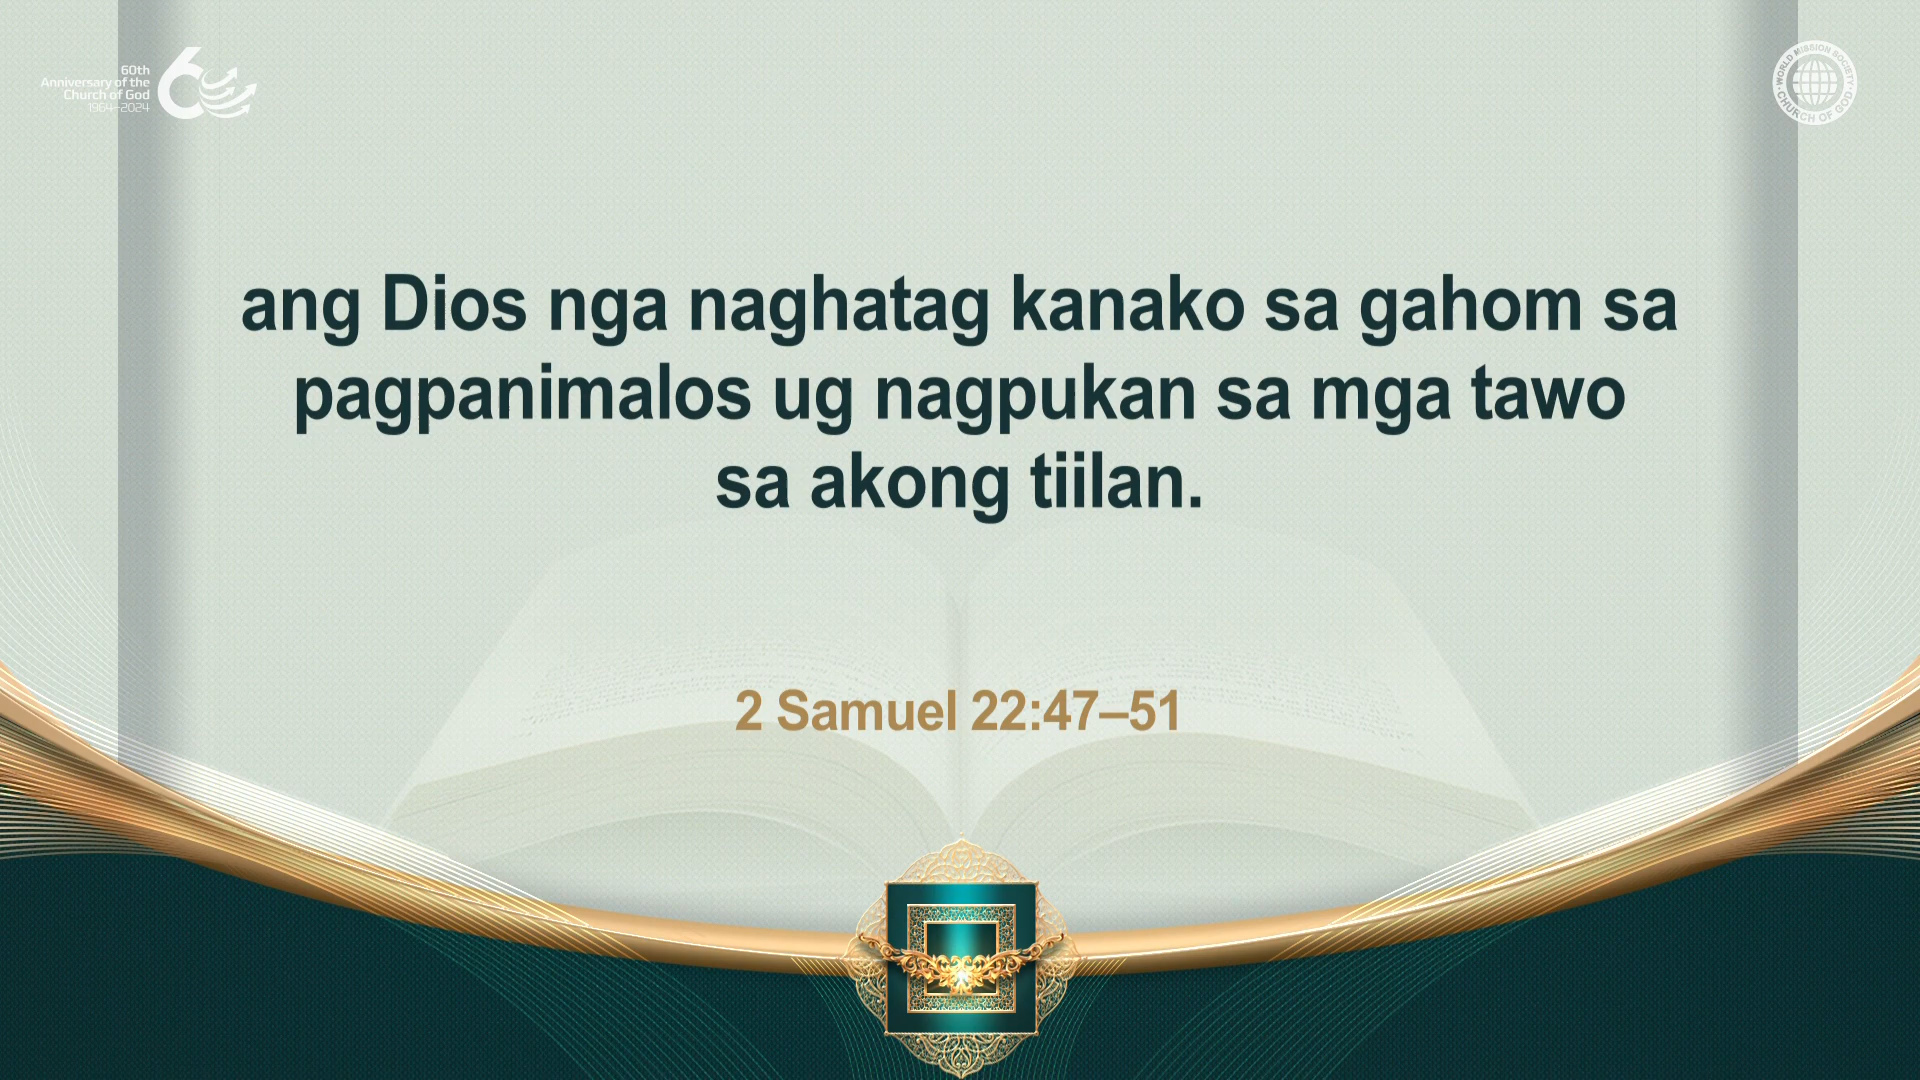 60th
Anniversary of the
Church of God
1964–2024
WORLD MISSION SOCIETY
CHURCH OF GOD
ang Dios nga naghatag kanako sa gahom sa
pagpanimalos ug nagpukan sa mga tawo
sa akong tiilan.
2 Samuel 22:47–51